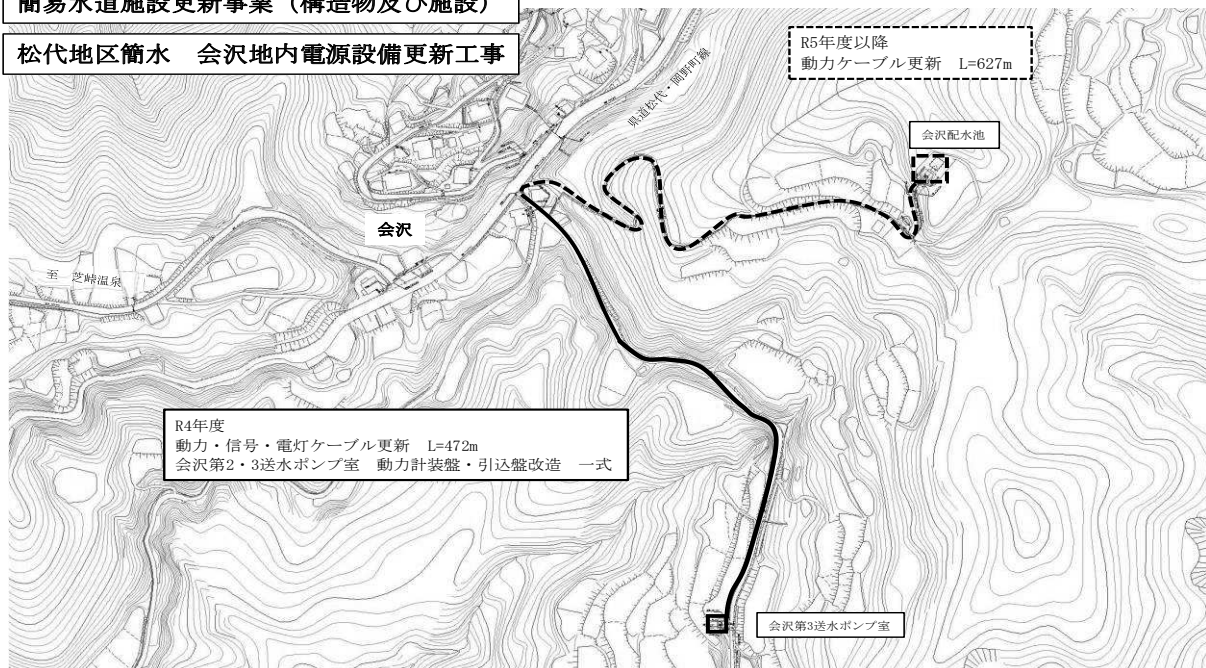 簡易水道施設更新事業（構造物及び施設）
松代地区簡水　会沢地内電源設備更新工事
R5年度以降
動力ケーブル更新　L=627m
県道松代・岡野町線
会沢配水池
会沢
至　芝峠温泉
R4年度
動力・信号・電灯ケーブル更新　L=472m
会沢第2・3送水ポンプ室　動力計装盤・引込盤改造　一式
会沢第3送水ポンプ室